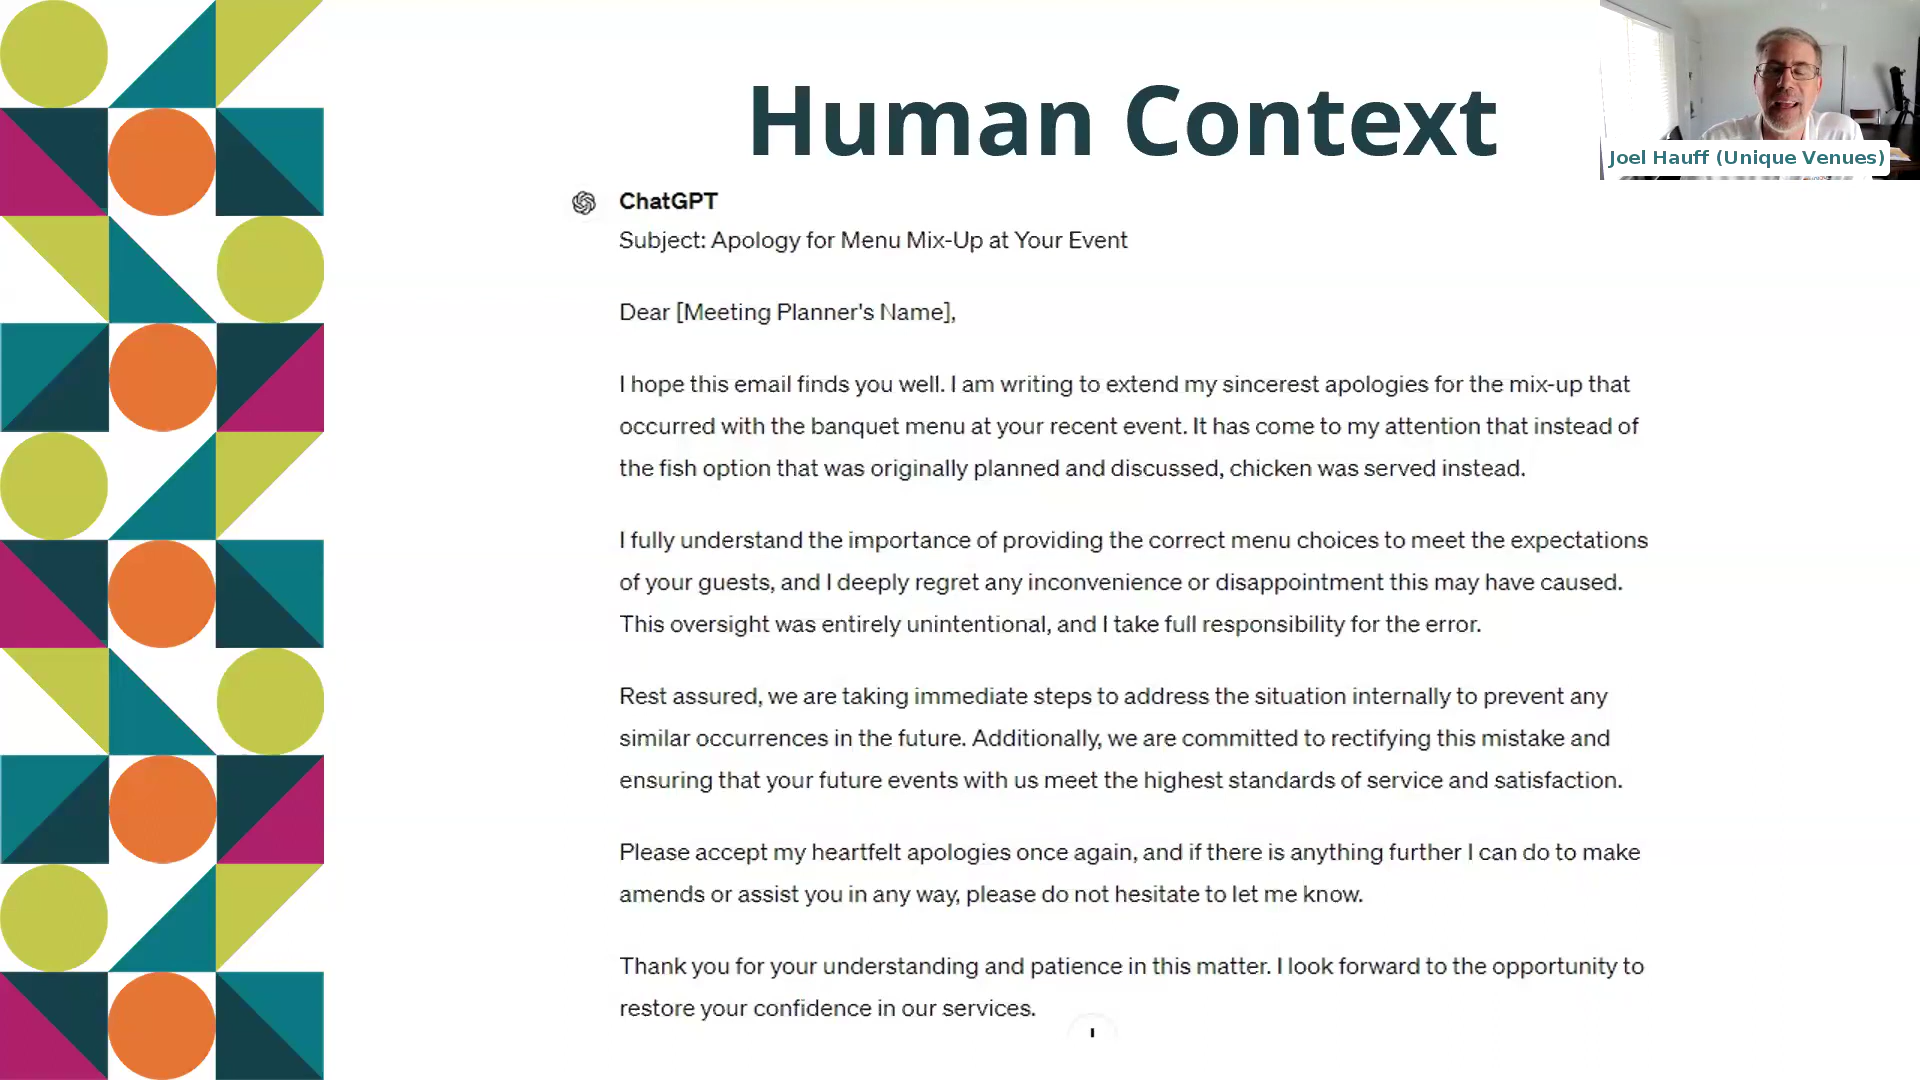 Human Context
Joel Hauff (Unique Venues)
ChatGPT
Subject: Apology for Menu Mix-Up at Your Event
Dear [Meeting Planner's Name],
I hope this email finds you well. I am writing to extend my sincerest apologies for the mix-up that
occurred with the banquet menu at your recent event. It has come to my attention that instead of
the fish option that was originally planned and discussed, chicken was served instead.
I fully understand the importance of providing the correct menu choices to meet the expectations
of your guests, and I deeply regret any inconvenience or disappointment this may have caused.
This oversight was entirely unintentional, and I take full responsibility for the error.
Rest assured, we are taking immediate steps to address the situation internally to prevent any
similar occurrences in the future. Additionally, we are committed to rectifying this mistake and
ensuring that your future events with us meet the highest standards of service and satisfaction.
Please accept my heartfelt apologies once again, and if there is anything further I can do to make
amends or assist you in any way, please do not hesitate to let me know.
Thank you for your understanding and patience in this matter. I look forward to the opportunity to
restore your confidence in our services.